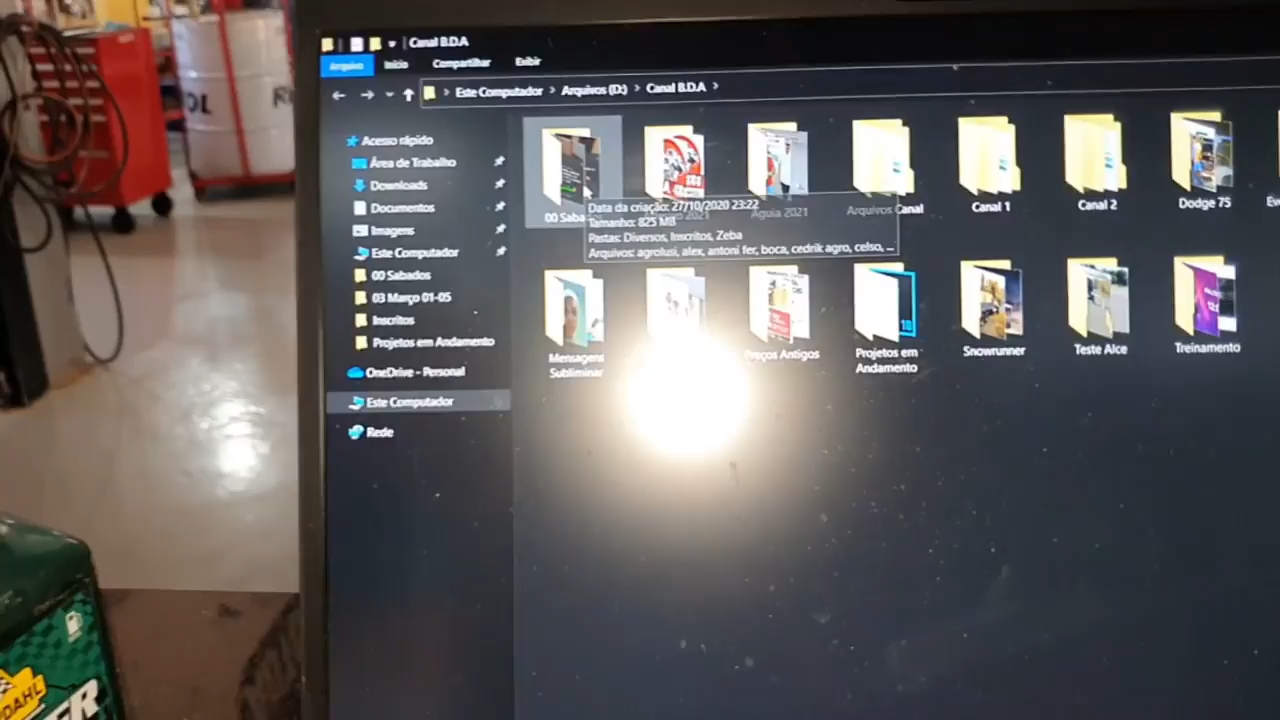 Canal B.D.A
Arquivo Início Compartilhar Exibir
Este Computador > Arquivos (D:) > Canal B.D.A >
Acesso rápido
Área de Trabalho
Downloads
Documentos
Imagens
Este Computador
00 Sabados
03 Março 01-05
Inscritos
Projetos em Andamento
OneDrive - Personal
Este Computador
Rede
00 Saba
2021
Aguia 2021
Arquivos Canal
Canal 1
Canal 2
Dodge 75
Data da criação: 27/10/2020 23:22
Tamanho: 825 MB
Pastas: Diversos, Inscritos, Zeba
Arquivos: agrolusi, alex, antoni fer, boca, cedrik agro, celso, ...
Mensagens
Subliminar
Preços Antigos
Projetos em
Andamento
Snowrunner
Teste Alce
Treinamento
DAHL